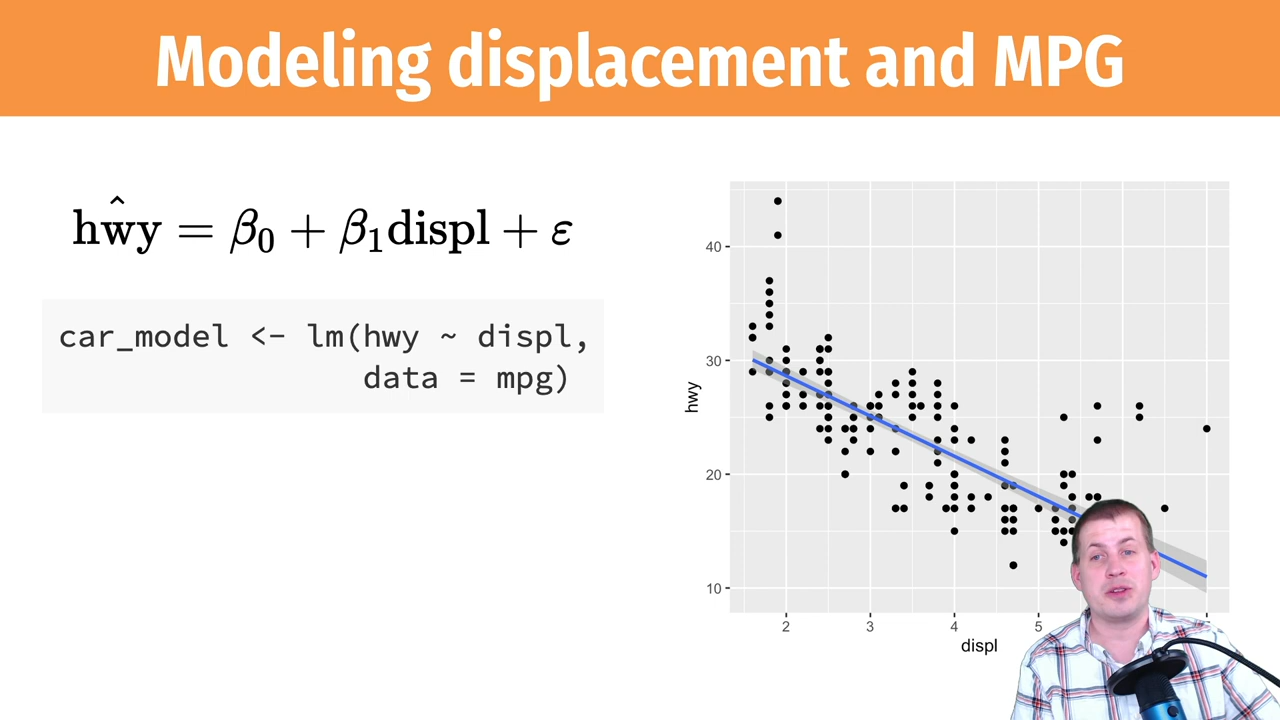 Modeling displacement and MPG
hŵy = β₀ + β₁displ + ε
car_model <- lm(hwy ~ displ,
data = mpg)
40
30
20
10
hwy
2 3 4 5
displ